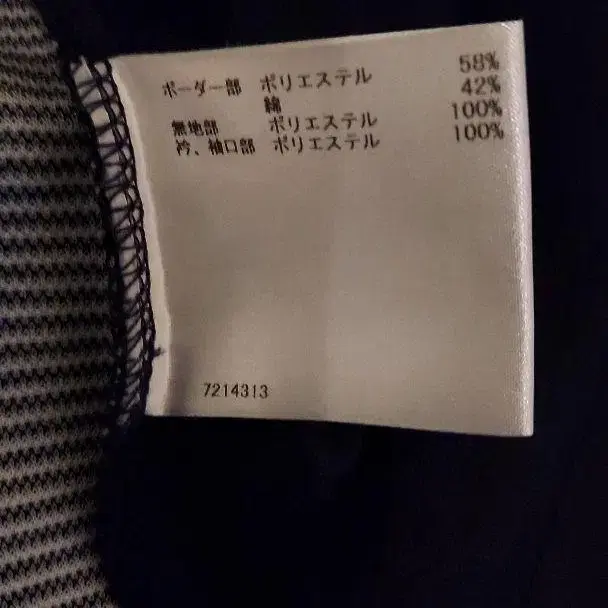 ボーダー部 ポリエステル 58%
綿 42%
無地部 ポリエステル 100%
衿、袖口部 ポリエステル 100%
7214313